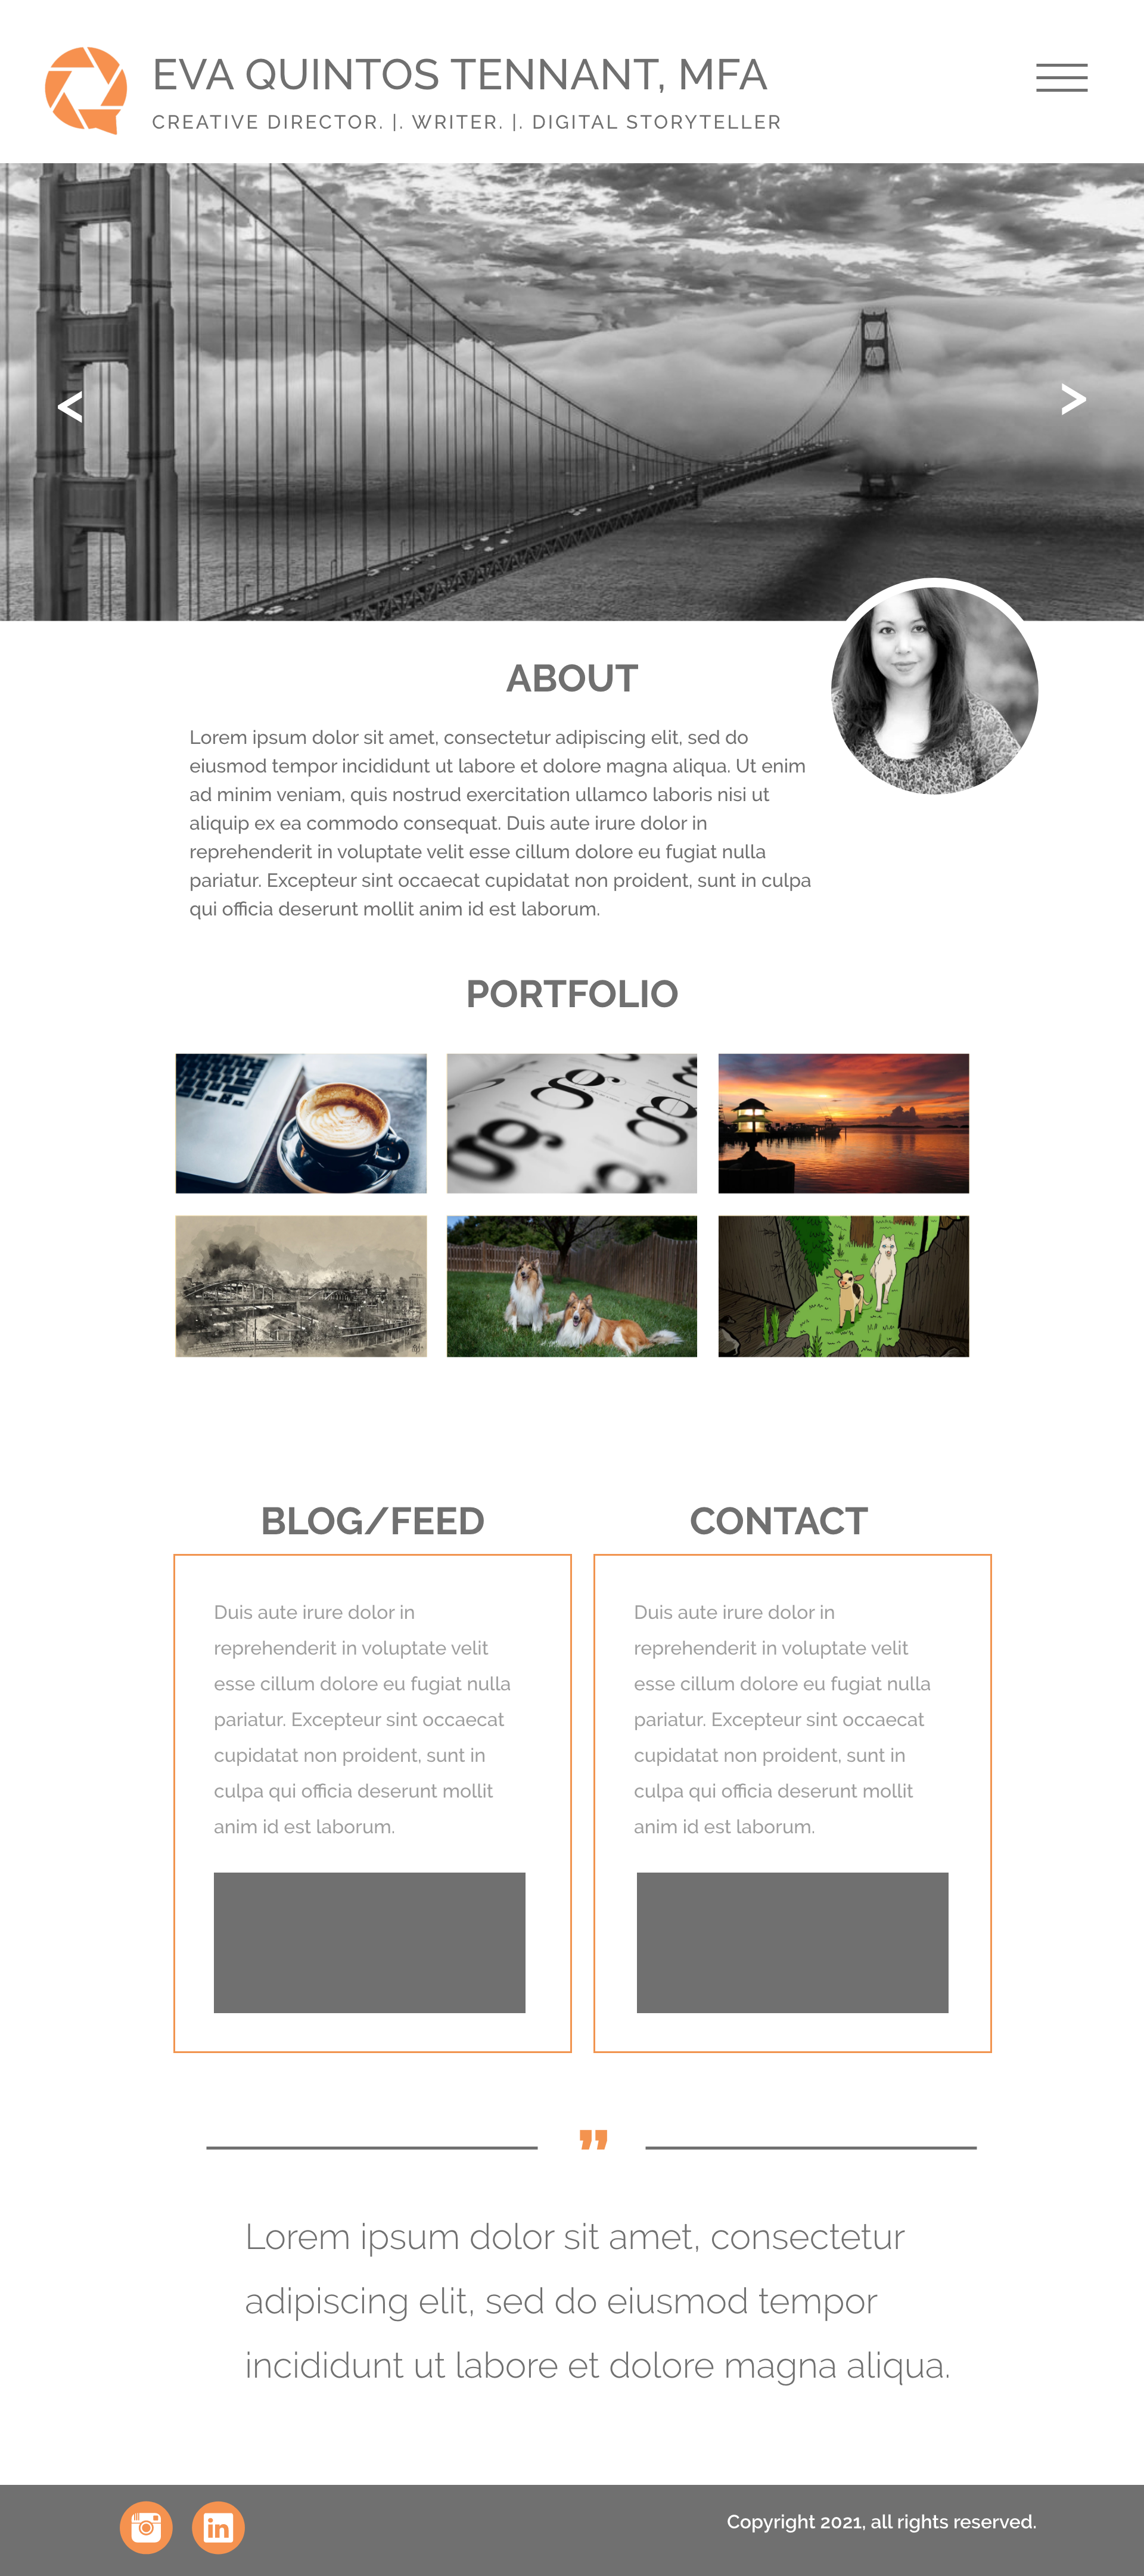 EVA QUINTOS TENNANT, MFA
CREATIVE DIRECTOR. |. WRITER. |. DIGITAL STORYTELLER
<
>
ABOUT
Lorem ipsum dolor sit amet, consectetur adipiscing elit, sed do
eiusmod tempor incididunt ut labore et dolore magna aliqua. Ut enim
ad minim veniam, quis nostrud exercitation ullamco laboris nisi ut
aliquip ex ea commodo consequat. Duis aute irure dolor in
reprehenderit in voluptate velit esse cillum dolore eu fugiat nulla
pariatur. Excepteur sint occaecat cupidatat non proident, sunt in culpa
qui officia deserunt mollit anim id est laborum.
PORTFOLIO
g g g g
BLOG/FEED
Duis aute irure dolor in
reprehenderit in voluptate velit
esse cillum dolore eu fugiat nulla
pariatur. Excepteur sint occaecat
cupidatat non proident, sunt in
culpa qui officia deserunt mollit
anim id est laborum.
CONTACT
Duis aute irure dolor in
reprehenderit in voluptate velit
esse cillum dolore eu fugiat nulla
pariatur. Excepteur sint occaecat
cupidatat non proident, sunt in
culpa qui officia deserunt mollit
anim id est laborum.
”
Lorem ipsum dolor sit amet, consectetur
adipiscing elit, sed do eiusmod tempor
incididunt ut labore et dolore magna aliqua.
in
Copyright 2021, all rights reserved.